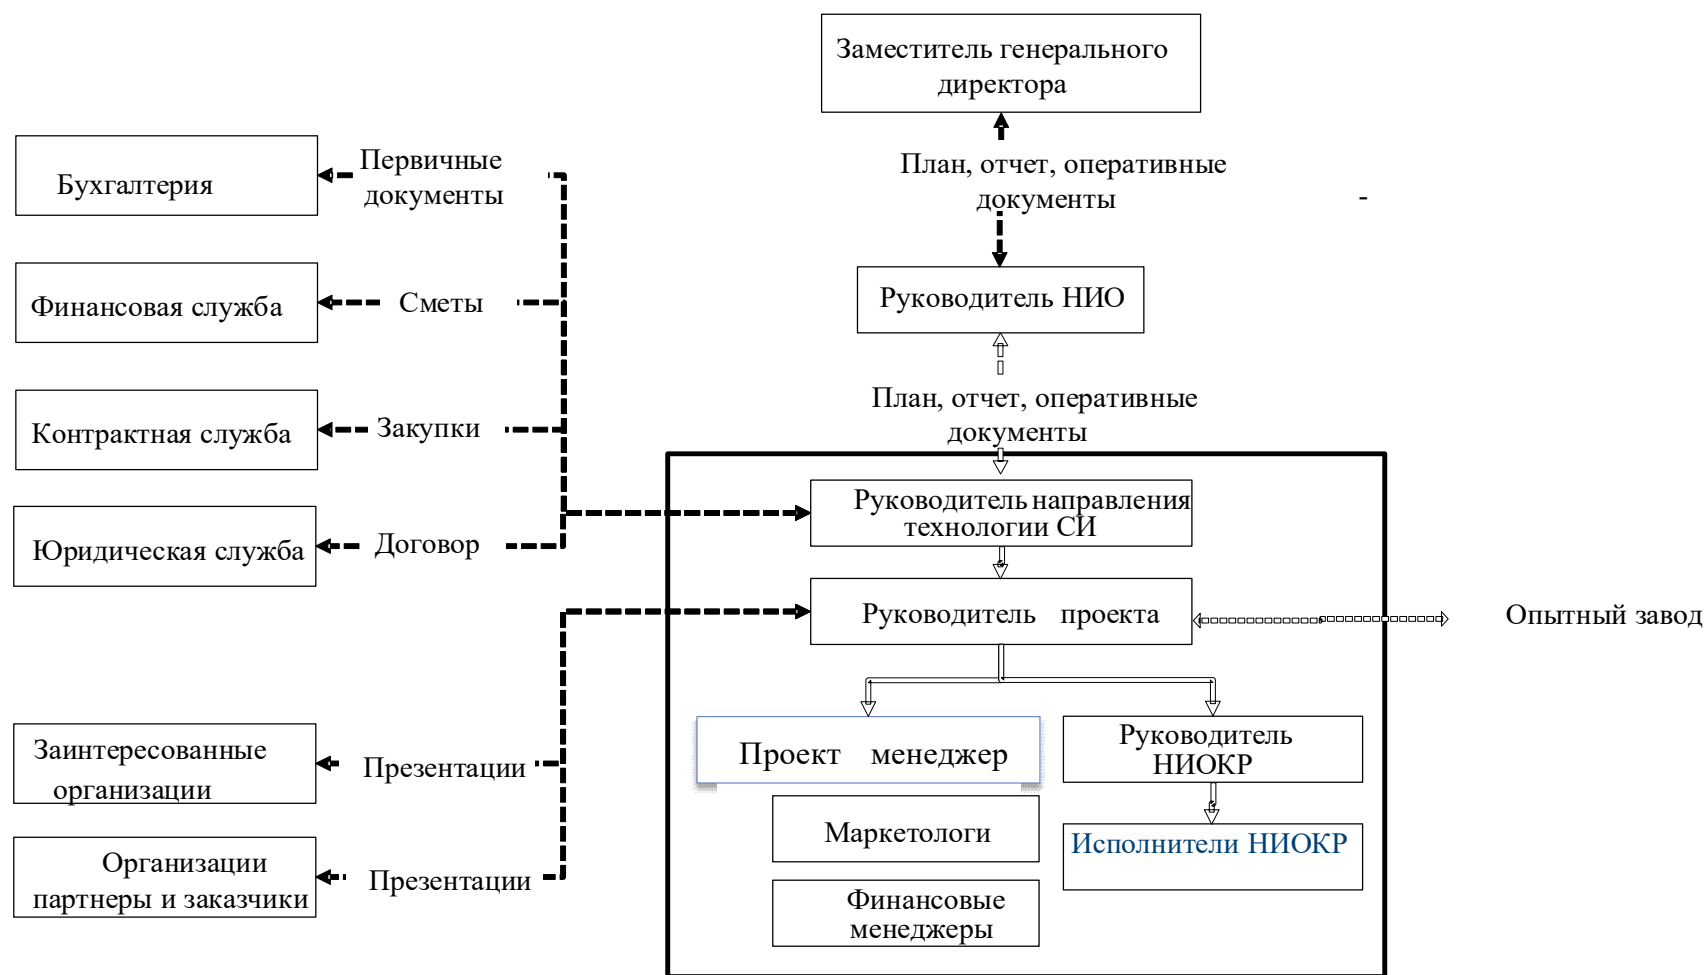 Заместитель генерального
директора
План, отчет, оперативные
документы
-
Руководитель НИО
План, отчет, оперативные
документы
Бухгалтерия
Первичные
документы
Финансовая служба
Сметы
Контрактная служба
Закупки
Юридическая служба
Договор
Заинтересованные
организации
Презентации
Организации
партнеры и заказчики
Презентации
Руководитель направления
технологии СИ
Руководитель проекта
Опытный завод
Проект менеджер
Маркетологи
Финансовые
менеджеры
Руководитель
НИОКР
Исполнители НИОКР